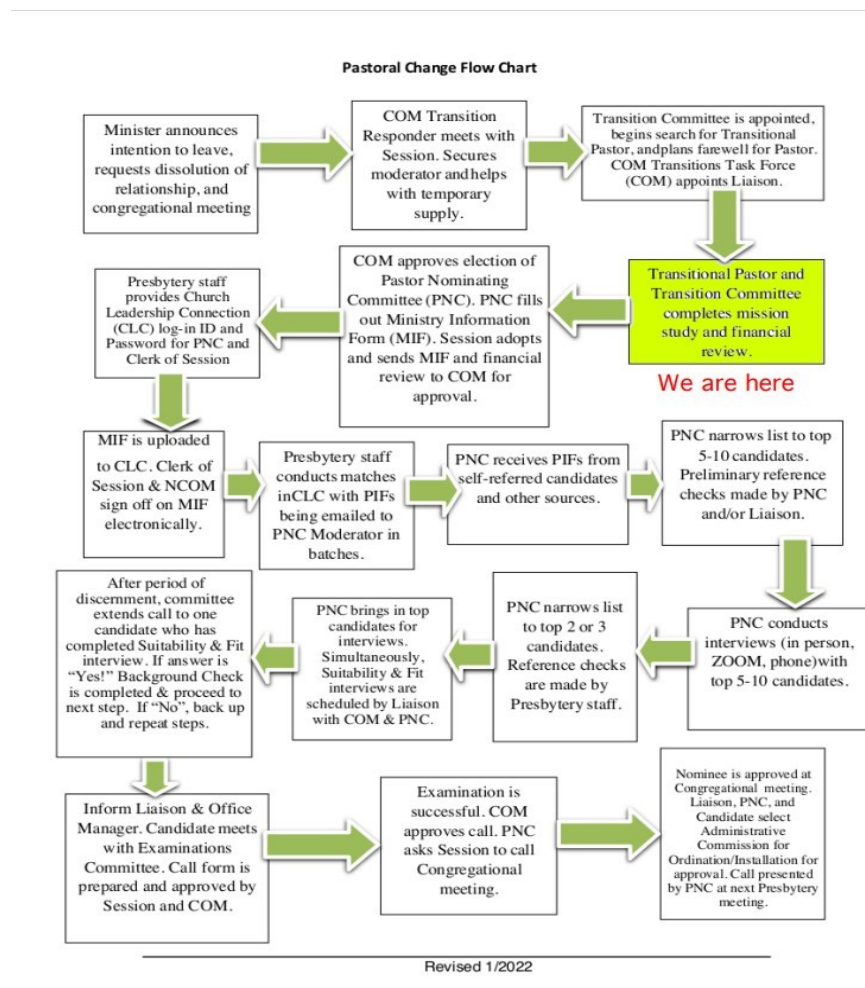 Pastoral Change Flow Chart
Minister announces
intention to leave,
requests dissolution of
relationship, and
congregational meeting
COM Transition
Responder meets with
Session. Secures
moderator and helps
with temporary
supply.
Transition Committee is appointed,
begins search for Transitional
Pastor, andplans farewell for Pastor.
COM Transitions Task Force
(COM) appoints Liaison.
Transitional Pastor and
Transition Committee
completes mission
study and financial
review.
We are here
COM approves election of
Pastor Nominating
Committee (PNC). PNC fills
out Ministry Information
Form (MIF). Session adopts
and sends MIF and financial
review to COM for
approval.
Presbytery staff
provides Church
Leadership Connection
(CLC) log-in ID and
Password for PNC and
Clerk of Session
MIF is uploaded
to CLC. Clerk of
Session & NCOM
sign off on MIF
electronically.
Presbytery staff
conducts matches
inCLC with PIFs
being emailed to
PNC Moderator in
batches.
PNC receives PIFs from
self-referred candidates
and other sources.
PNC narrows list to top
5-10 candidates.
Preliminary reference
checks made by PNC
and/or Liaison.
PNC conducts
interviews (in person,
ZOOM, phone)with
top 5-10 candidates.
PNC narrows list
to top 2 or 3
candidates.
Reference checks
are made by
Presbytery staff.
PNC brings in top
candidates for
interviews.
Simultaneously,
Suitability & Fit
interviews are
scheduled by Liaison
with COM & PNC.
After period of
discernment, committee
extends call to one
candidate who has
completed Suitability & Fit
interview. If answer is
“Yes!” Background Check
is completed & proceed to
next step. If “No”, back up
and repeat steps.
Inform Liaison & Office
Manager. Candidate meets
with Examinations
Committee. Call form is
prepared and approved by
Session and COM.
Examination is
successful. COM
approves call. PNC
asks Session to call
Congregational
meeting.
Nominee is approved at
Congregational meeting.
Liaison, PNC, and
Candidate select
Administrative
Commission for
Ordination/Installation for
approval. Call presented
by PNC at next Presbytery
meeting.
Revised 1/2022